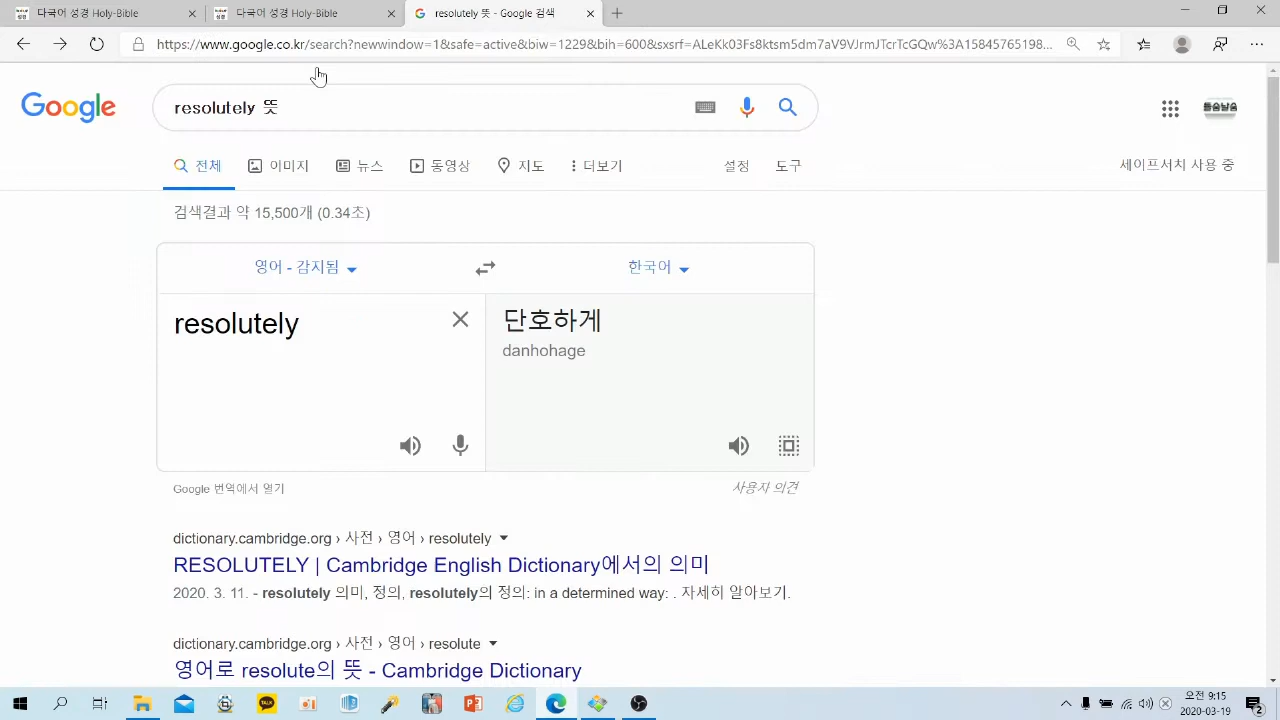 다국어 성경 Holy-Bible
다국어 성경 Holy-Bible
resolutely 뜻 - Google 검색
https://www.google.co.kr/search?newwindow=1&safe=active&biw=1229&bih=600&sxsrf=ALeKk03Fs8ktsm5dm7aV9VJrmJTcrTcGQw%3A15845765198...
Google
resolutely 뜻
전체
이미지
뉴스
동영상
지도
더보기
설정
도구
세이프서치 사용 중
검색결과 약 15,500개 (0.34초)
영어 - 감지됨
한국어
resolutely
단호하게
danhohage
Google 번역에서 열기
사용자 의견
dictionary.cambridge.org › 사전 › 영어 › resolutely
RESOLUTELY | Cambridge English Dictionary에서의 의미
2020. 3. 11. - resolutely 의미, 정의, resolutely의 정의: in a determined way: . 자세히 알아보기.
dictionary.cambridge.org › 사전 › 영어 › resolute
영어로 resolute의 뜻 - Cambridge Dictionary
TALK
오전 9:15
2020-03-19
2